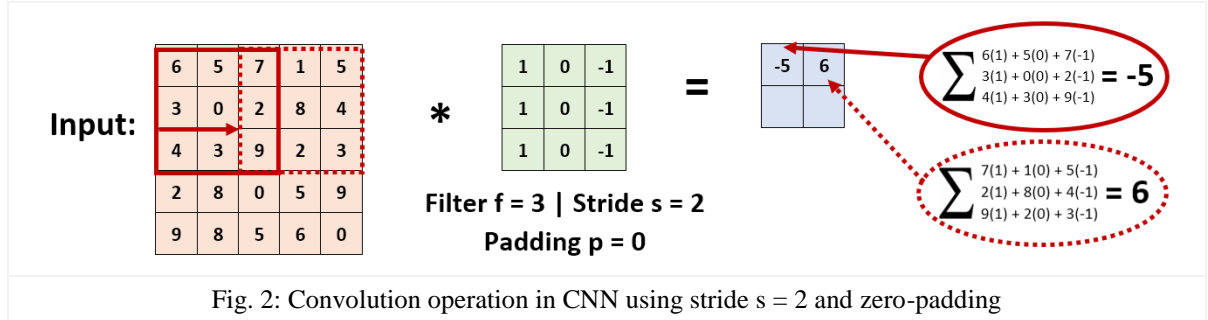 Input:
6 5 7 1 5
3 0 2 8 4
4 3 9 2 3
2 8 0 5 9
9 8 5 6 0
*
1 0 -1
1 0 -1
1 0 -1
Filter f = 3 | Stride s = 2
Padding p = 0
=
-5 6
∑ 6(1) + 5(0) + 7(-1)
3(1) + 0(0) + 2(-1) = -5
4(1) + 3(0) + 9(-1)
∑ 7(1) + 1(0) + 5(-1)
2(1) + 8(0) + 4(-1) = 6
9(1) + 2(0) + 3(-1)
Fig. 2: Convolution operation in CNN using stride s = 2 and zero-padding